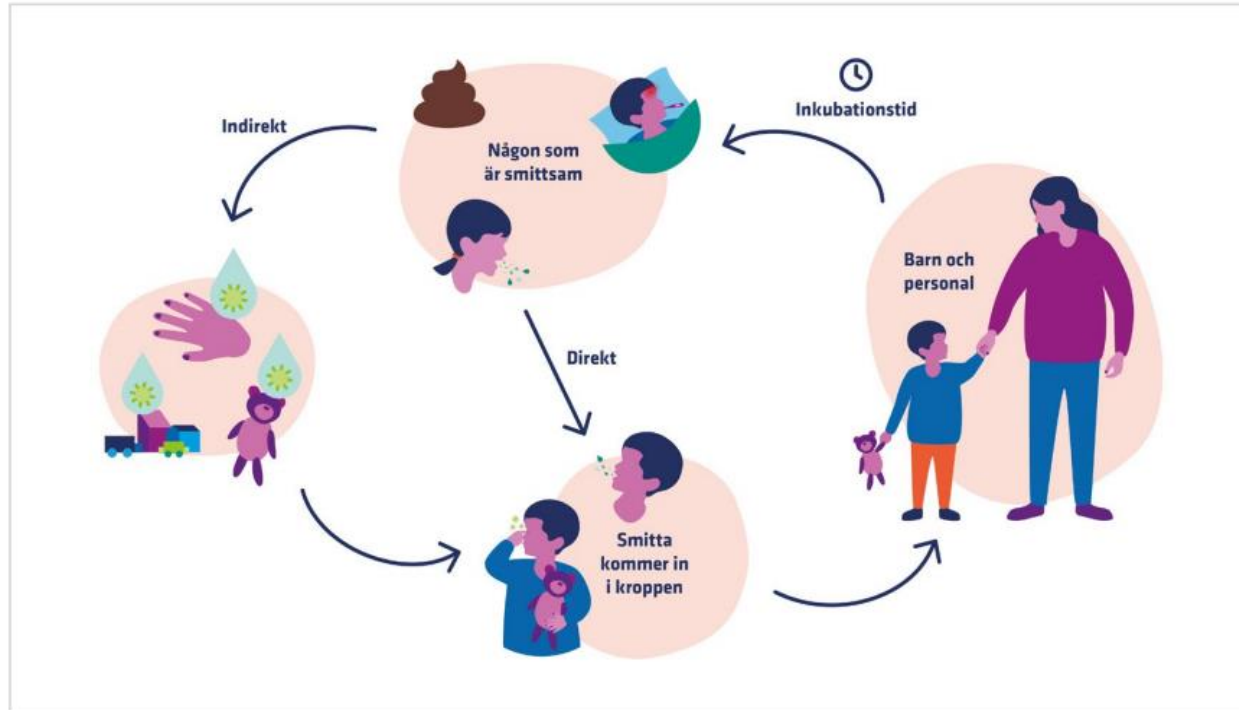 Inkubationstid
Indirekt
Någon som
är smittsam
Barn och
personal
Direkt
Smitta
kommer in
i kroppen